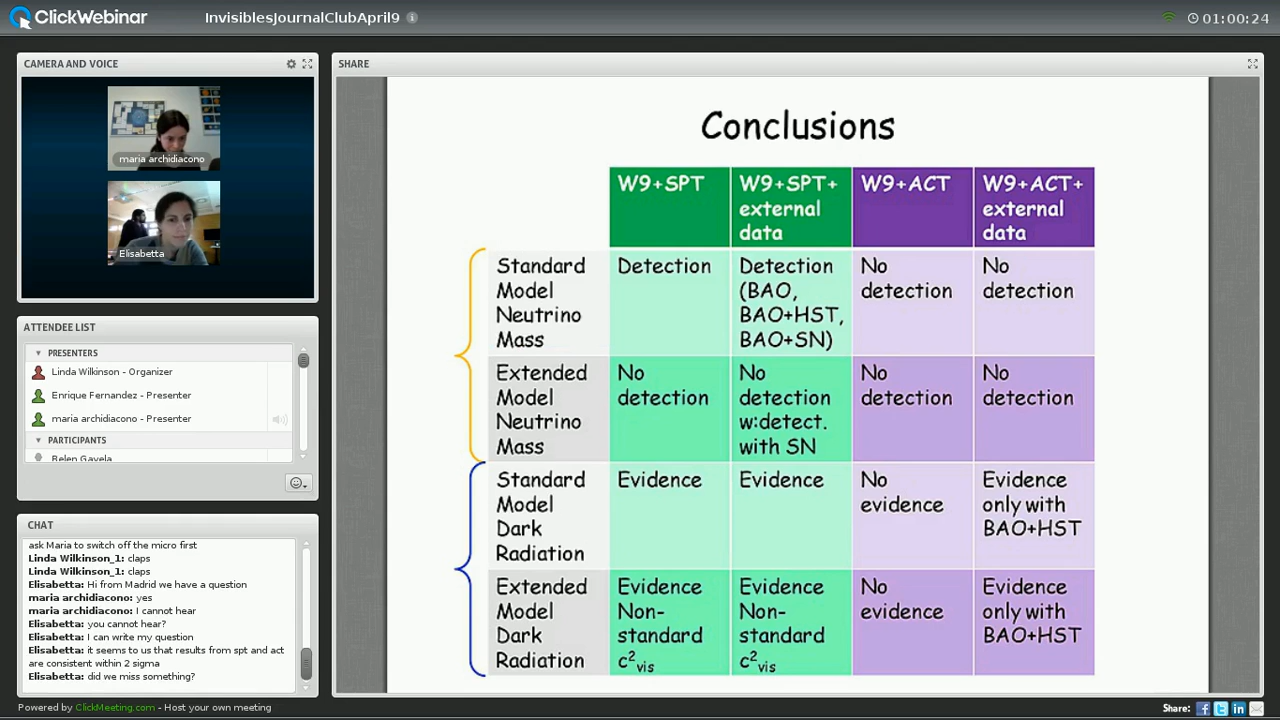 ClickWebinar
InvisiblesJournalClubApril9
01:00:24
CAMERA AND VOICE
maria archidiacono
Elisabetta
ATTENDEE LIST
PRESENTERS
Linda Wilkinson - Organizer
Enrique Fernandez - Presenter
maria archidiacono - Presenter
PARTICIPANTS
Belen Gavela
CHAT
ask Maria to switch off the micro first
Linda Wilkinson_1: claps
Linda Wilkinson_1: claps
Elisabetta: Hi from Madrid we have a question
maria archidiacono: yes
maria archidiacono: I cannot hear
Elisabetta: you cannot hear?
Elisabetta: I can write my question
Elisabetta: it seems to us that results from spt and act
are consistent within 2 sigma
Elisabetta: did we miss something?
SHARE
Conclusions
W9+SPT
W9+SPT+
external
data
W9+ACT
W9+ACT+
external
data
Standard
Model
Neutrino
Mass
Detection
Detection
(BAO,
BAO+HST,
BAO+SN)
No
detection
No
detection
Extended
Model
Neutrino
Mass
No
detection
No
detection
w:detect.
with SN
No
detection
No
detection
Standard
Model
Dark
Radiation
Evidence
Evidence
No
evidence
Evidence
only with
BAO+HST
Extended
Model
Dark
Radiation
Evidence
Non-
standard
c²vis
Evidence
Non-
standard
c²vis
No
evidence
Evidence
only with
BAO+HST
Powered by ClickMeeting.com - Host your own meeting
Share: